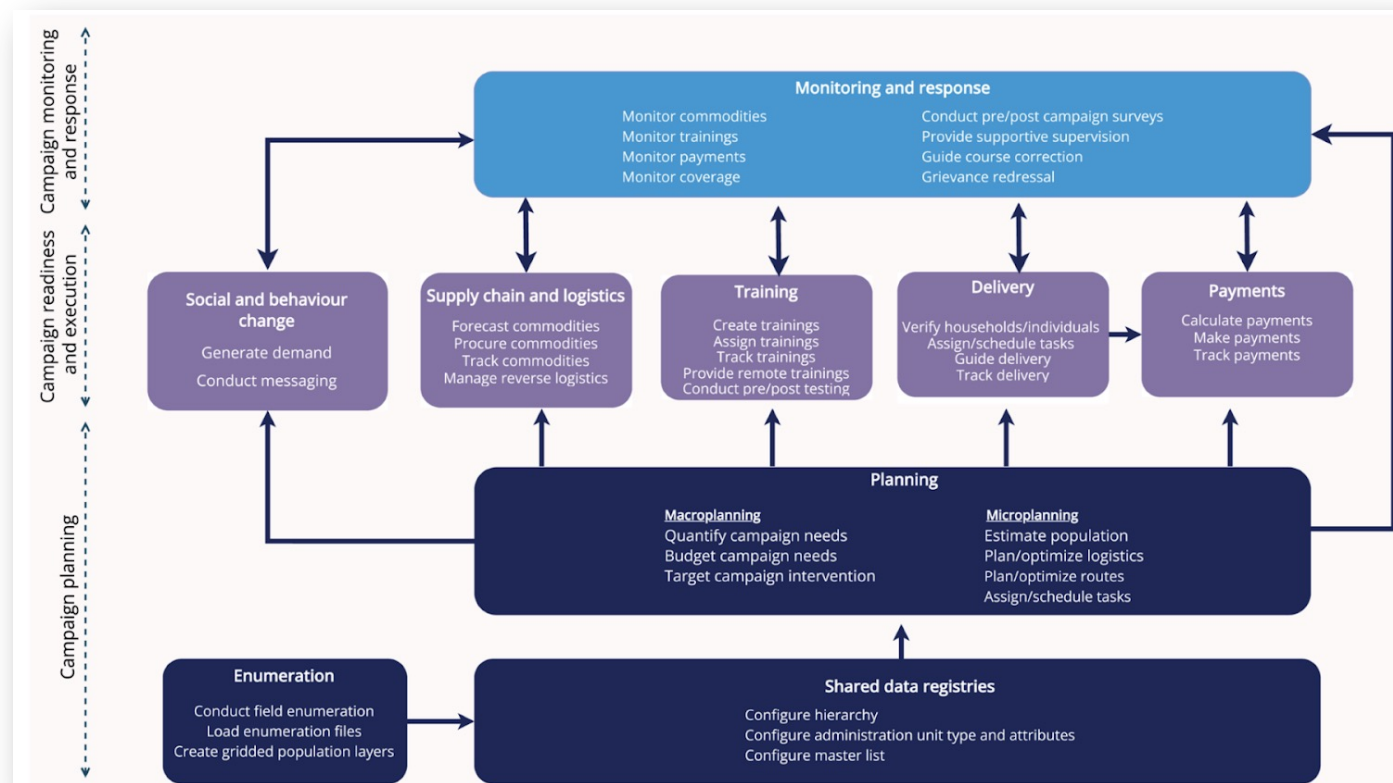 Campaign monitoring
and response
Monitoring and response
Monitor commodities
Monitor trainings
Monitor payments
Monitor coverage
Conduct pre/post campaign surveys
Provide supportive supervision
Guide course correction
Grievance redressal
Campaign readiness
and execution
Social and behaviour
change
Generate demand
Conduct messaging
Supply chain and logistics
Forecast commodities
Procure commodities
Track commodities
Manage reverse logistics
Training
Create trainings
Assign trainings
Track trainings
Provide remote trainings
Conduct pre/post testing
Delivery
Verify households/individuals
Assign/schedule tasks
Guide delivery
Track delivery
Payments
Calculate payments
Make payments
Track payments
Campaign planning
Planning
Macroplanning
Quantify campaign needs
Budget campaign needs
Target campaign intervention
Microplanning
Estimate population
Plan/optimize logistics
Plan/optimize routes
Assign/schedule tasks
Enumeration
Conduct field enumeration
Load enumeration files
Create gridded population layers
Shared data registries
Configure hierarchy
Configure administration unit type and attributes
Configure master list